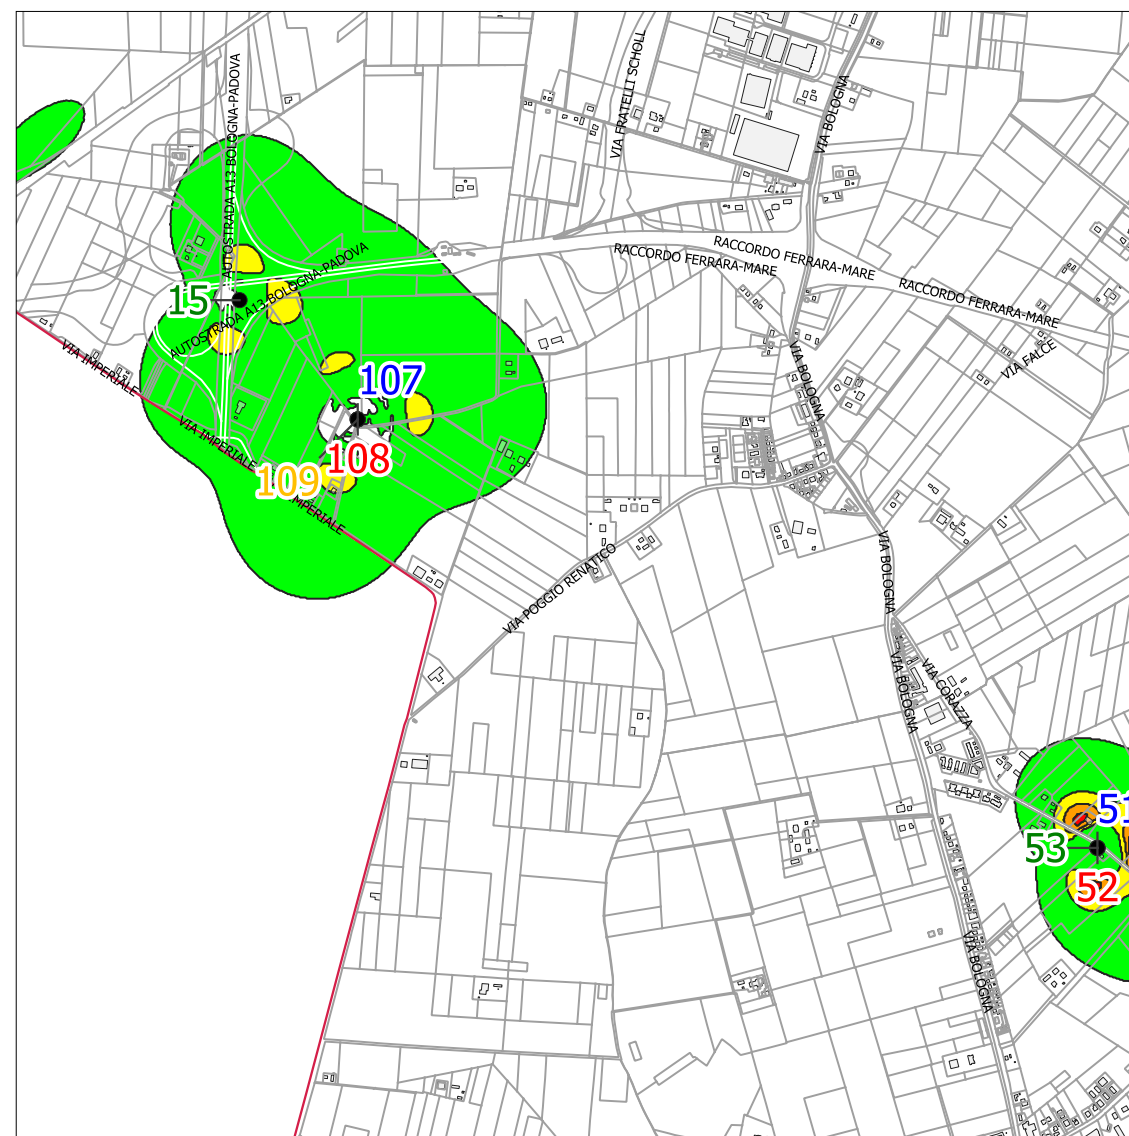 VIA FRATELLI SCHOLL
VIA BOLOGNA
AUTOSTRADA A13 BOLOGNA-PADOVA
RACCORDO FERRARA-MARE
RACCORDO FERRARA-MARE
RACCORDO FERRARA-MARE
AUTOSTRADA A13 BOLOGNA-PADOVA
15
VIA IMPERIALE
VIA FALCE
VIA BOLOGNA
107
VIA IMPERIALE
108
109
IMPERIALE
VIA BOLOGNA
VIA POGGIO RENATICO
VIA BOLOGNA
VIA CORAZZA
51
53
52
VIA BOLOGNA